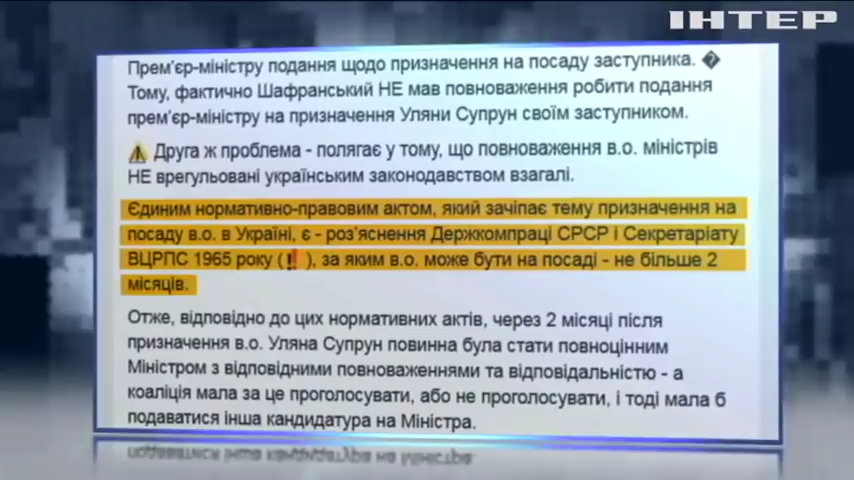 ІНТЕР
Прем'єр-міністру подання щодо призначення на посаду заступника. �
Тому, фактично Шафранський НЕ мав повноваження робити подання
прем'єр-міністру на призначення Уляни Супрун своїм заступником.
⚠ Друга ж проблема - полягає у тому, що повноваження в.о. міністрів
НЕ врегульовані українським законодавством взагалі.
Єдиним нормативно-правовим актом, який зачіпає тему призначення на
посаду в.о. в Україні, є - роз'яснення Держкомпраці СРСР і Секретаріату
ВЦРПС 1965 року (‼ ), за яким в.о. може бути на посаді - не більше 2
місяців.
Отже, відповідно до цих нормативних актів, через 2 місяці після
призначення в.о. Уляна Супрун повинна була стати повноцінним
Міністром з відповідними повноваженнями та відповідальністю - а
коаліція мала за це проголосувати, або не проголосувати, і тоді мала б
подаватися інша кандидатура на Міністра.